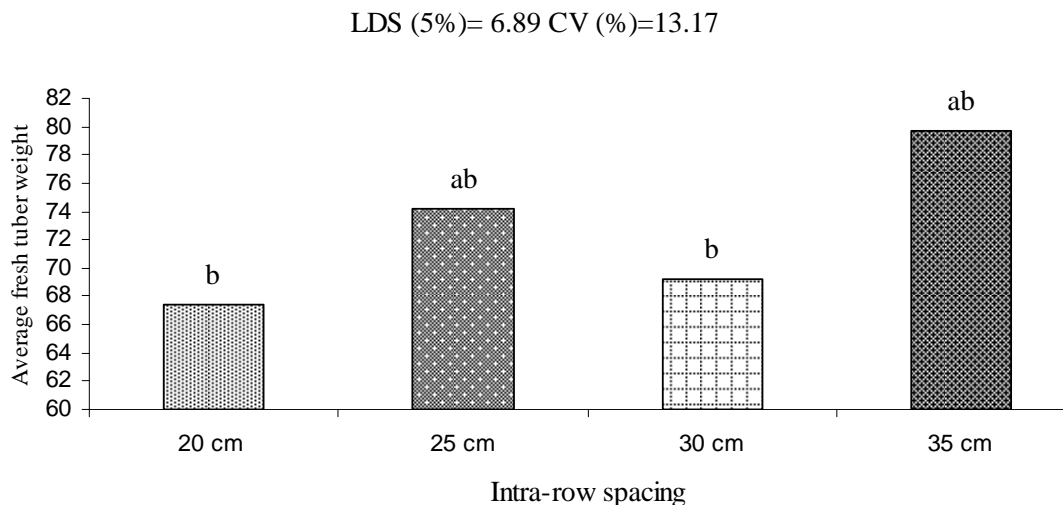 LDS (5%)= 6.89 CV (%)=13.17
Average fresh tuber weight
82
80
78
76
74
72
70
68
66
64
62
60
b
ab
b
ab
20 cm
25 cm
30 cm
35 cm
Intra-row spacing